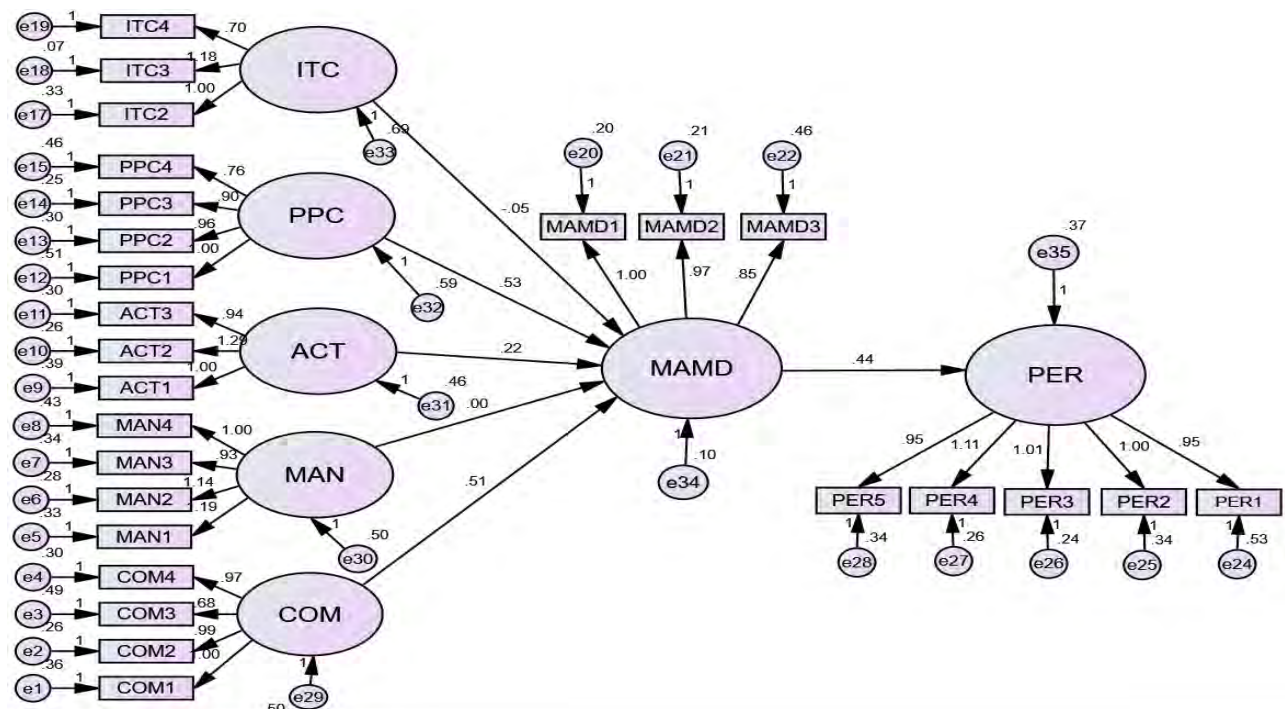 e19 1 ITC4 .70
.07
e18 1 ITC3 1.18
.33
e17 1 ITC2 1.00
ITC
1 e33 .69
.46
e15 1 PPC4 .76
.25
e14 1 PPC3 .90
.30
e13 1 PPC2 .96
.51
e12 1 PPC1 1.00
PPC
1 e32 .59
.30
e11 1 ACT3 .94
.26
e10 1 ACT2 1.29
.39
e9 1 ACT1 1.00
ACT
1 e31 .46
.43
e8 1 MAN4 1.00
.34
e7 1 MAN3 .93
.28
e6 1 MAN2 1.14
.33
e5 1 MAN1 1.19
MAN
1 e30 .50
.30
e4 1 COM4 .97
.49
e3 1 COM3 .68
.26
e2 1 COM2 .99
.36
e1 1 COM1 .00
COM
1 e29 .50
-.05
.53
.22
.00
.51
.20 .21 .46
e20 e21 e22
1 1 1
MAMD1 MAMD2 MAMD3
1.00 .97 .85
MAMD
1 .10
e34
.44
.37
e35
1
PER
.95 1.11 1.01 1.00 .95
PER5 PER4 PER3 PER2 PER1
1 .34 1 .26 1 .24 1 .34 1 .53
e28 e27 e26 e25 e24